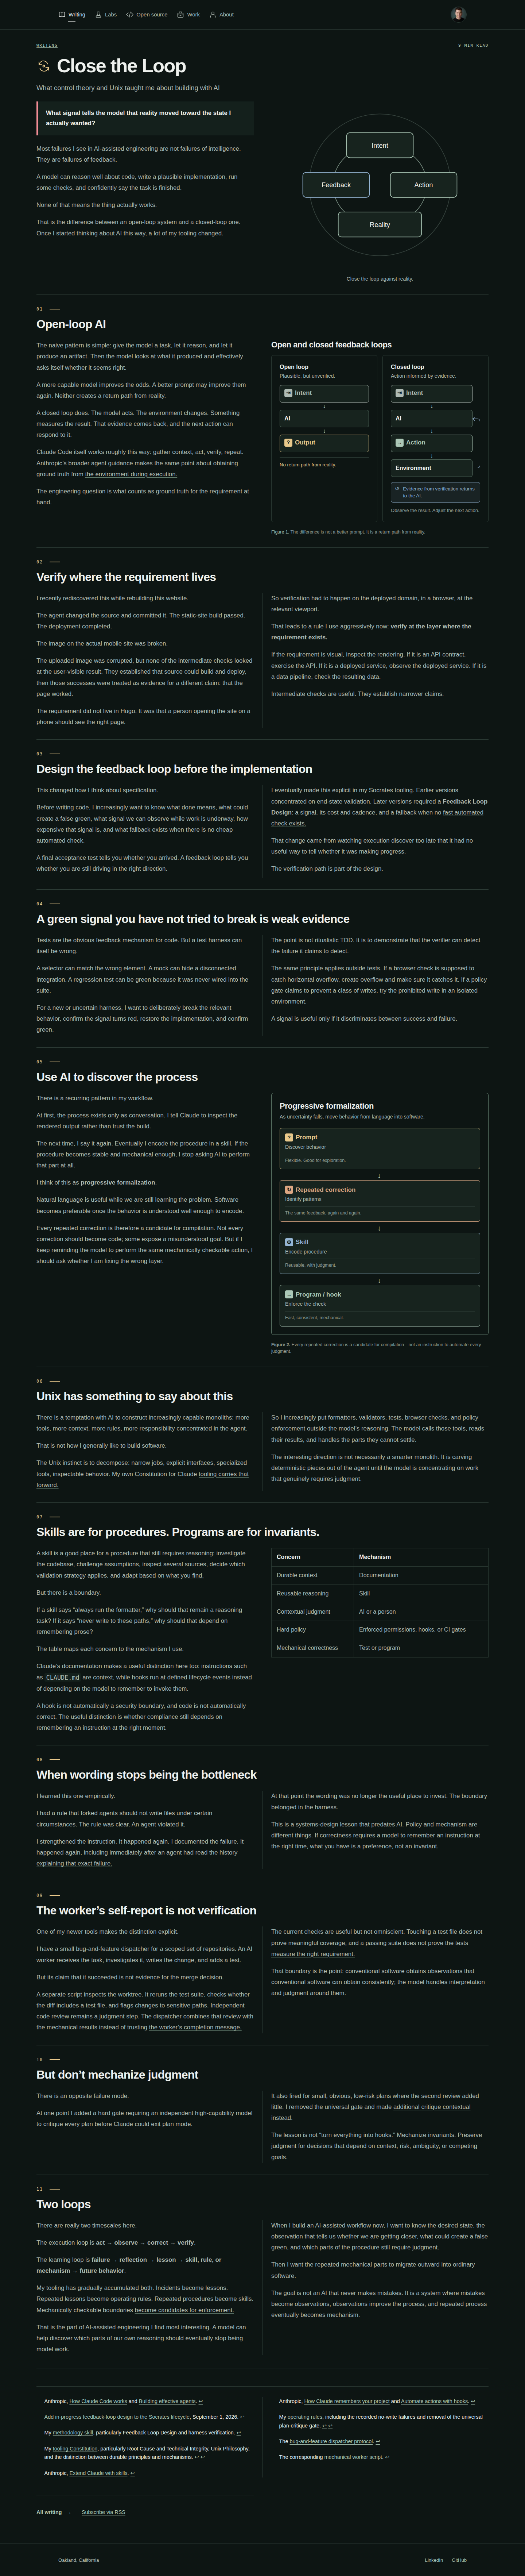 Writing
Labs
Open source
Work
About
WRITING
9 MIN READ
Close the Loop
What control theory and Unix taught me about building with AI
What signal tells the model that reality moved toward the state I
actually wanted?
Most failures I see in AI-assisted engineering are not failures of intelligence.
They are failures of feedback.
A model can reason well about code, write a plausible implementation, run
some checks, and confidently say the task is finished.
None of that means the thing actually works.
That is the difference between an open-loop system and a closed-loop one.
Once I started thinking about AI this way, a lot of my tooling changed.
Intent
Feedback
Action
Reality
Close the loop against reality.
01
Open-loop AI
The naive pattern is simple: give the model a task, let it reason, and let it
produce an artifact. Then the model looks at what it produced and effectively
asks itself whether it seems right.
A more capable model improves the odds. A better prompt may improve them
again. Neither creates a return path from reality.
A closed loop does. The model acts. The environment changes. Something
measures the result. That evidence comes back, and the next action can
respond to it.
Claude Code itself works roughly this way: gather context, act, verify, repeat.
Anthropic's broader agent guidance makes the same point about obtaining
ground truth from the environment during execution.
The engineering question is what counts as ground truth for the requirement at
hand.
Open and closed feedback loops
Open loop
Plausible, but unverified.
Intent
↓
AI
↓
? Output
No return path from reality.
Closed loop
Action informed by evidence.
Intent
↓
AI
↓
Action
↓
Environment
↺ Evidence from verification returns
to the AI.
Observe the result. Adjust the next action.
Figure 1. The difference is not a better prompt. It is a return path from reality.
02
Verify where the requirement lives
I recently rediscovered this while rebuilding this website.
The agent changed the source and committed it. The static-site build passed.
The deployment completed.
The image on the actual mobile site was broken.
The uploaded image was corrupted, but none of the intermediate checks looked
at the user-visible result. They established that source could build and deploy,
then those successes were treated as evidence for a different claim: that the
page worked.
The requirement did not live in Hugo. It was that a person opening the site on a
phone should see the right page.
So verification had to happen on the deployed domain, in a browser, at the
relevant viewport.
That leads to a rule I use aggressively now: verify at the layer where the
requirement exists.
If the requirement is visual, inspect the rendering. If it is an API contract,
exercise the API. If it is a deployed service, observe the deployed service. If it is
a data pipeline, check the resulting data.
Intermediate checks are useful. They establish narrower claims.
03
Design the feedback loop before the implementation
This changed how I think about specification.
Before writing code, I increasingly want to know what done means, what could
create a false green, what signal we can observe while work is underway, how
expensive that signal is, and what fallback exists when there is no cheap
automated check.
A final acceptance test tells you whether you arrived. A feedback loop tells you
whether you are still driving in the right direction.
I eventually made this explicit in my Socrates tooling. Earlier versions
concentrated on end-state validation. Later versions required a Feedback Loop
Design: a signal, its cost and cadence, and a fallback when no fast automated
check exists.
That change came from watching execution discover too late that it had no
useful way to tell whether it was making progress.
The verification path is part of the design.
04
A green signal you have not tried to break is weak evidence
Tests are the obvious feedback mechanism for code. But a test harness can
itself be wrong.
A selector can match the wrong element. A mock can hide a disconnected
integration. A regression test can be green because it was never wired into the
suite.
For a new or uncertain harness, I want to deliberately break the relevant
behavior, confirm the signal turns red, restore the implementation, and confirm
green.
The point is not ritualistic TDD. It is to demonstrate that the verifier can detect
the failure it claims to detect.
The same principle applies outside tests. If a browser check is supposed to
catch horizontal overflow, create overflow and make sure it catches it. If a policy
gate claims to prevent a class of writes, try the prohibited write in an isolated
environment.
A signal is useful only if it discriminates between success and failure.
05
Use AI to discover the process
There is a recurring pattern in my workflow.
At first, the process exists only as conversation. I tell Claude to inspect the
rendered output rather than trust the build.
The next time, I say it again. Eventually I encode the procedure in a skill. If the
procedure becomes stable and mechanical enough, I stop asking AI to perform
that part at all.
I think of this as progressive formalization.
Natural language is useful while we are still learning the problem. Software
becomes preferable once the behavior is understood well enough to encode.
Every repeated correction is therefore a candidate for compilation. Not every
correction should become code; some expose a misunderstood goal. But if I
keep reminding the model to perform the same mechanically checkable action, I
should ask whether I am fixing the wrong layer.
Progressive formalization
As uncertainty falls, move behavior from language into software.
? Prompt
Discover behavior
Flexible. Good for exploration.
↓
↻ Repeated correction
Identify patterns
The same feedback, again and again.
↓
Skill
Encode procedure
Reusable, with judgment.
↓
Program / hook
Enforce the check
Fast, consistent, mechanical.
Figure 2. Every repeated correction is a candidate for compilation—not an instruction to automate every
judgment.
06
Unix has something to say about this
There is a temptation with AI to construct increasingly capable monoliths: more
tools, more context, more rules, more responsibility concentrated in the agent.
That is not how I generally like to build software.
The Unix instinct is to decompose: narrow jobs, explicit interfaces, specialized
tools, inspectable behavior. My own Constitution for Claude tooling carries that
forward.
So I increasingly put formatters, validators, tests, browser checks, and policy
enforcement outside the model's reasoning. The model calls those tools, reads
their results, and handles the parts they cannot settle.
The interesting direction is not necessarily a smarter monolith. It is carving
deterministic pieces out of the agent until the model is concentrating on work
that genuinely requires judgment.
07
Skills are for procedures. Programs are for invariants.
A skill is a good place for a procedure that still requires reasoning: investigate
the codebase, challenge assumptions, inspect several sources, decide which
validation strategy applies, and adapt based on what you find.
But there is a boundary.
If a skill says "always run the formatter," why should that remain a reasoning
task? If it says "never write to these paths," why should that depend on
remembering prose?
The table maps each concern to the mechanism I use.
Claude's documentation makes a useful distinction here too: instructions such
as CLAUDE.md are context, while hooks run at defined lifecycle events instead
of depending on the model to remember to invoke them.
A hook is not automatically a security boundary, and code is not automatically
correct. The useful distinction is whether compliance still depends on
remembering an instruction at the right moment.
Concern Mechanism
Durable context Documentation
Reusable reasoning Skill
Contextual judgment AI or a person
Hard policy Enforced permissions, hooks, or CI gates
Mechanical correctness Test or program
08
When wording stops being the bottleneck
I learned this one empirically.
I had a rule that forked agents should not write files under certain
circumstances. The rule was clear. An agent violated it.
I strengthened the instruction. It happened again. I documented the failure. It
happened again, including immediately after an agent had read the history
explaining that exact failure.
At that point the wording was no longer the useful place to invest. The boundary
belonged in the harness.
This is a systems-design lesson that predates AI. Policy and mechanism are
different things. If correctness requires a model to remember an instruction at
the right time, what you have is a preference, not an invariant.
09
The worker's self-report is not verification
One of my newer tools makes the distinction explicit.
I have a small bug-and-feature dispatcher for a scoped set of repositories. An AI
worker receives the task, investigates it, writes the change, and adds a test.
But its claim that it succeeded is not evidence for the merge decision.
A separate script inspects the worktree. It reruns the test suite, checks whether
the diff includes a test file, and flags changes to sensitive paths. Independent
code review remains a judgment step. The dispatcher combines that review with
the mechanical results instead of trusting the worker's completion message.
The current checks are useful but not omniscient. Touching a test file does not
prove meaningful coverage, and a passing suite does not prove the tests
measure the right requirement.
That boundary is the point: conventional software obtains observations that
conventional software can obtain consistently; the model handles interpretation
and judgment around them.
10
But don't mechanize judgment
There is an opposite failure mode.
At one point I added a hard gate requiring an independent high-capability model
to critique every plan before Claude could exit plan mode.
It also fired for small, obvious, low-risk plans where the second review added
little. I removed the universal gate and made additional critique contextual
instead.
The lesson is not "turn everything into hooks." Mechanize invariants. Preserve
judgment for decisions that depend on context, risk, ambiguity, or competing
goals.
11
Two loops
There are really two timescales here.
The execution loop is act → observe → correct → verify.
The learning loop is failure → reflection → lesson → skill, rule, or
mechanism → future behavior.
My tooling has gradually accumulated both. Incidents become lessons.
Repeated lessons become operating rules. Repeated procedures become skills.
Mechanically checkable boundaries become candidates for enforcement.
That is the part of AI-assisted engineering I find most interesting. A model can
help discover which parts of our own reasoning should eventually stop being
model work.
When I build an AI-assisted workflow now, I want to know the desired state, the
observation that tells us whether we are getting closer, what could create a false
green, and which parts of the procedure still require judgment.
Then I want the repeated mechanical parts to migrate outward into ordinary
software.
The goal is not an AI that never makes mistakes. It is a system where mistakes
become observations, observations improve the process, and repeated process
eventually becomes mechanism.
Anthropic, How Claude Code works and Building effective agents. ↩
Add in-progress feedback-loop design to the Socrates lifecycle, September 1, 2026. ↩
My methodology skill, particularly Feedback Loop Design and harness verification. ↩
My tooling Constitution, particularly Root Cause and Technical Integrity, Unix Philosophy,
and the distinction between durable principles and mechanisms. ↩ ↩
Anthropic, Extend Claude with skills. ↩
Anthropic, How Claude remembers your project and Automate actions with hooks. ↩
My operating rules, including the recorded no-write failures and removal of the universal
plan-critique gate. ↩ ↩
The bug-and-feature dispatcher protocol. ↩
The corresponding mechanical worker script. ↩
All writing →
Subscribe via RSS
Oakland, California
LinkedIn
GitHub